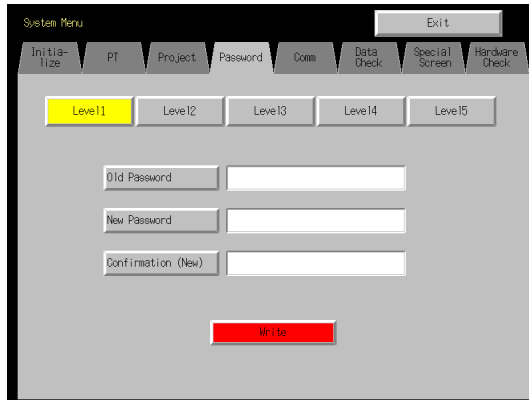 System Menu
Exit
Initia-
lize
PT
Project
Password
Comm
Data
Check
Special
Screen
Hardware
Check
Level1
Level2
Level3
Level4
Level5
Old Password
New Password
Confirmation (New)
Write